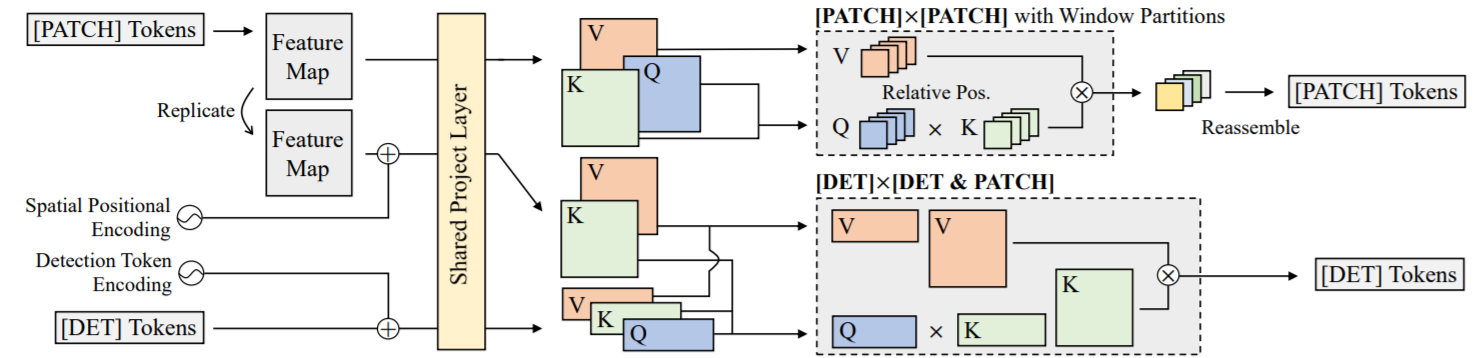 [PATCH] Tokens
Feature
Map
Replicate
Feature
Map
Spatial Positional
Encoding
Detection Token
Encoding
[DET] Tokens
Shared Project Layer
V
Q
K
V
K
V
K
Q
[PATCH]×[PATCH] with Window Partitions
V
Relative Pos.
Q × K
Reassemble
[PATCH] Tokens
[DET]×[DET & PATCH]
V V
K
Q × K
[DET] Tokens